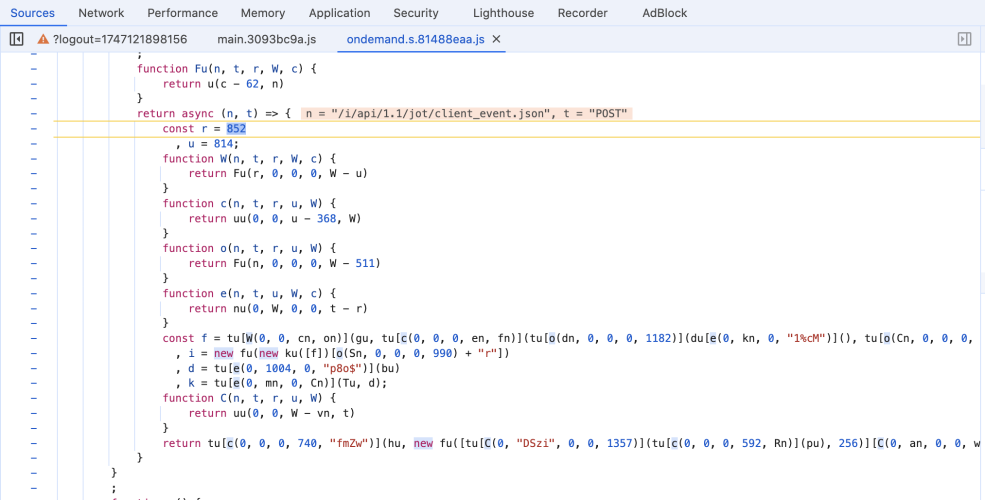 Sources Network Performance Memory Application Security Lighthouse Recorder AdBlock
?logout=1747121898156 main.3093bc9a.js ondemand.s.81488eaa.js ×
;
function Fu(n, t, r, W, c) {
return u(c - 62, n)
}
return async (n, t) => { n = "/i/api/1.1/jot/client_event.json", t = "POST"
const r = 852
, u = 814;
function W(n, t, r, W, c) {
return Fu(r, 0, 0, 0, W - u)
}
function c(n, t, r, u, W) {
return uu(0, 0, u - 368, W)
}
function o(n, t, r, u, W) {
return Fu(n, 0, 0, 0, W - 511)
}
function e(n, t, u, W, c) {
return nu(0, W, 0, 0, t - r)
}
const f = tu[W(0, 0, cn, on)](gu, tu[c(0, 0, 0, en, fn)](tu[o(dn, 0, 0, 0, 1182)](du[e(0, kn, 0, "1%cM")](), tu[o(Cn, 0, 0, 0,
, i = new fu(new ku([f])[o(Sn, 0, 0, 0, 990) + "r"])
, d = tu[e(0, 1004, 0, "p8o$")](bu)
, k = tu[e(0, mn, 0, Cn)](Tu, d);
function C(n, t, r, u, W) {
return uu(0, 0, W - vn, t)
}
return tu[c(0, 0, 0, 740, "fmZw")](hu, new fu([tu[C(0, "DSzi", 0, 0, 1357)](tu[c(0, 0, 0, 592, Rn)](pu), 256)][C(0, an, 0, 0, w
}
}
;